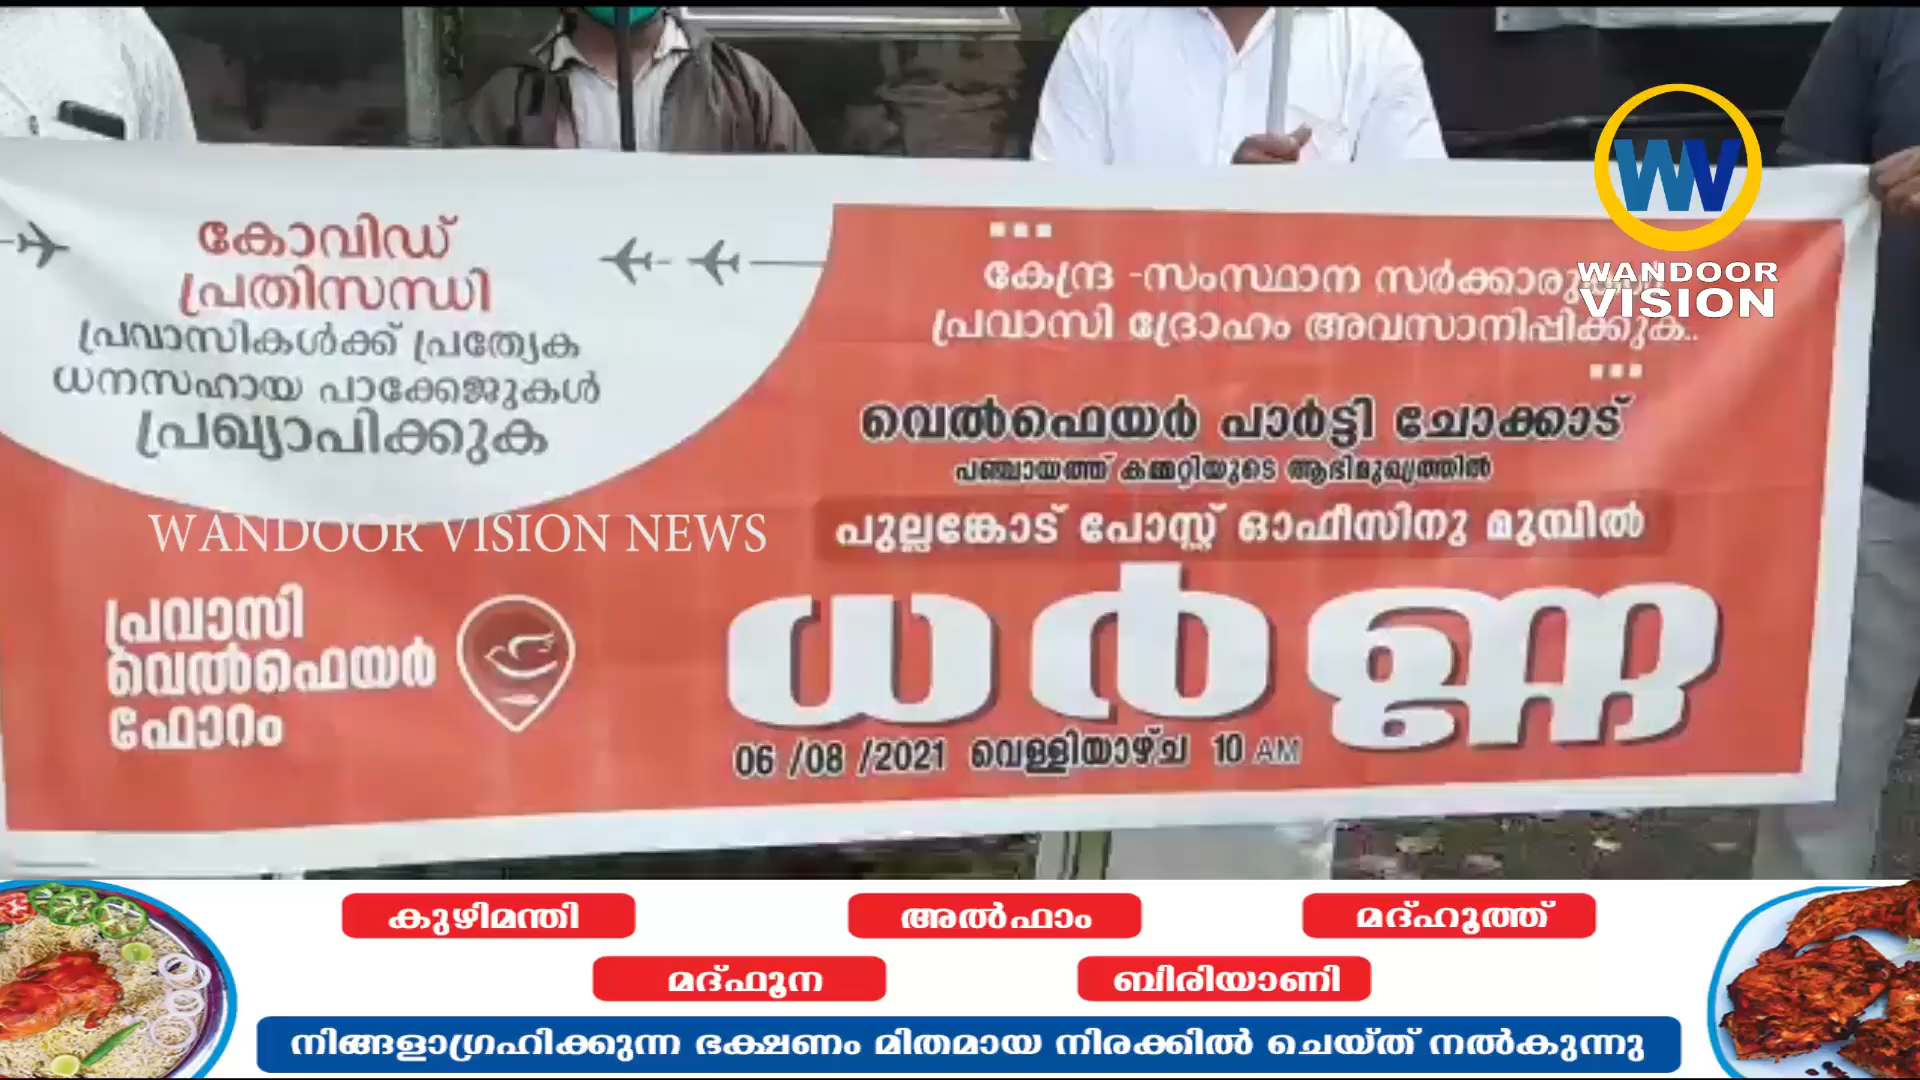 കോവിഡ്
പ്രതിസന്ധി
പ്രവാസികൾക്ക് പ്രത്യേക
ധനസഹായ പാക്കേജുകൾ
പ്രഖ്യാപിക്കുക
കേന്ദ്ര -സംസ്ഥാന
പ്രവാസി ദ്രോഹം അവസാനിപ്പിക്കുക..
വെൽഫെയർ പാർട്ടി ചോക്കാട്
പഞ്ചായത്ത് കമ്മറ്റിയുടെ ആഭിമുഖ്യത്തിൽ
പുല്ലങ്കോട് പോസ്റ്റ് ഓഫീസിനു മുമ്പിൽ
ധർണ്ണ
06 /08 /2021 വെള്ളിയാഴ്ച 10 AM
പ്രവാസി
വെൽഫെയർ
ഫോറം
WANDOOR VISION NEWS
WV
WANDOOR
VISION
കുഴിമന്തി അൽഫാം മദ്ഹൂത്ത്
മദ്ഫൂന ബിരിയാണി
നിങ്ങളാഗ്രഹിക്കുന്ന ഭക്ഷണം മിതമായ നിരക്കിൽ ചെയ്ത് നൽകുന്നു